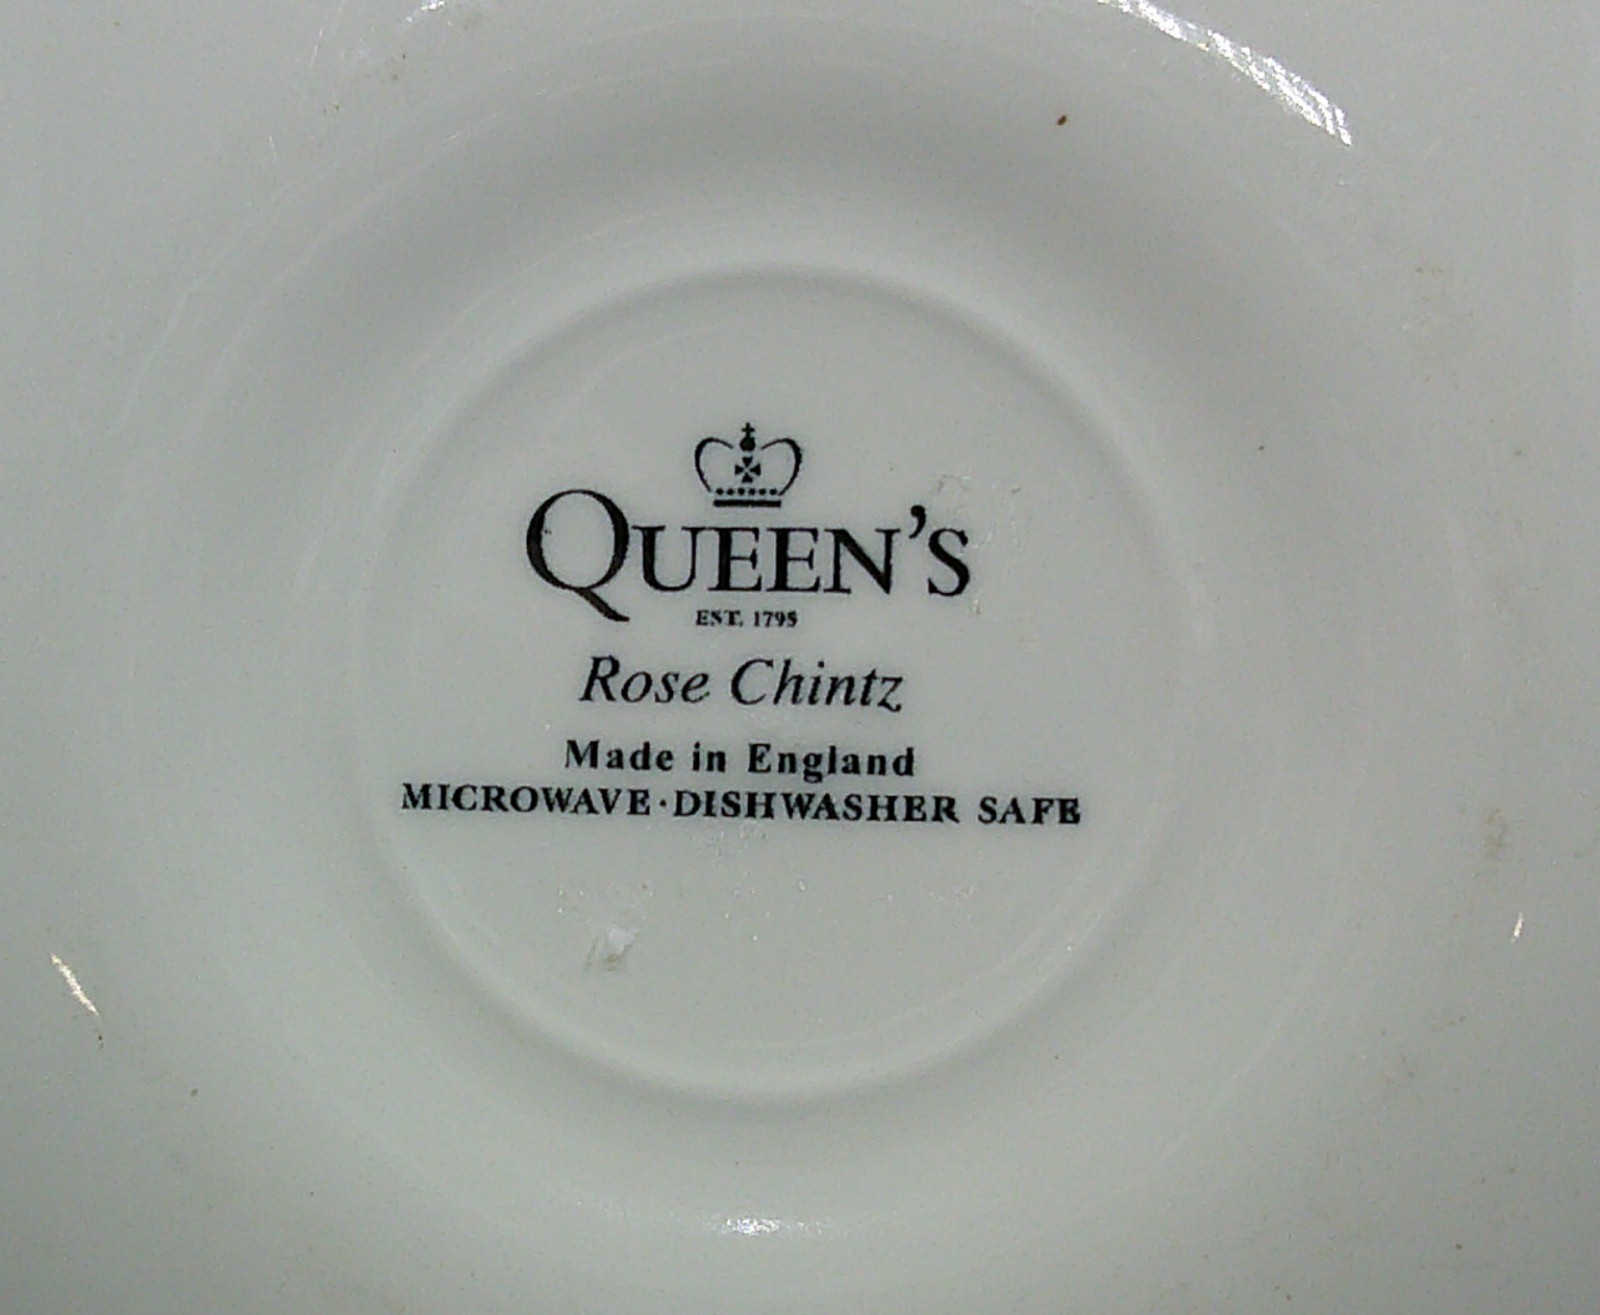 QUEEN'S
EST. 1795
Rose Chintz
Made in England
MICROWAVE·DISHWASHER SAFE